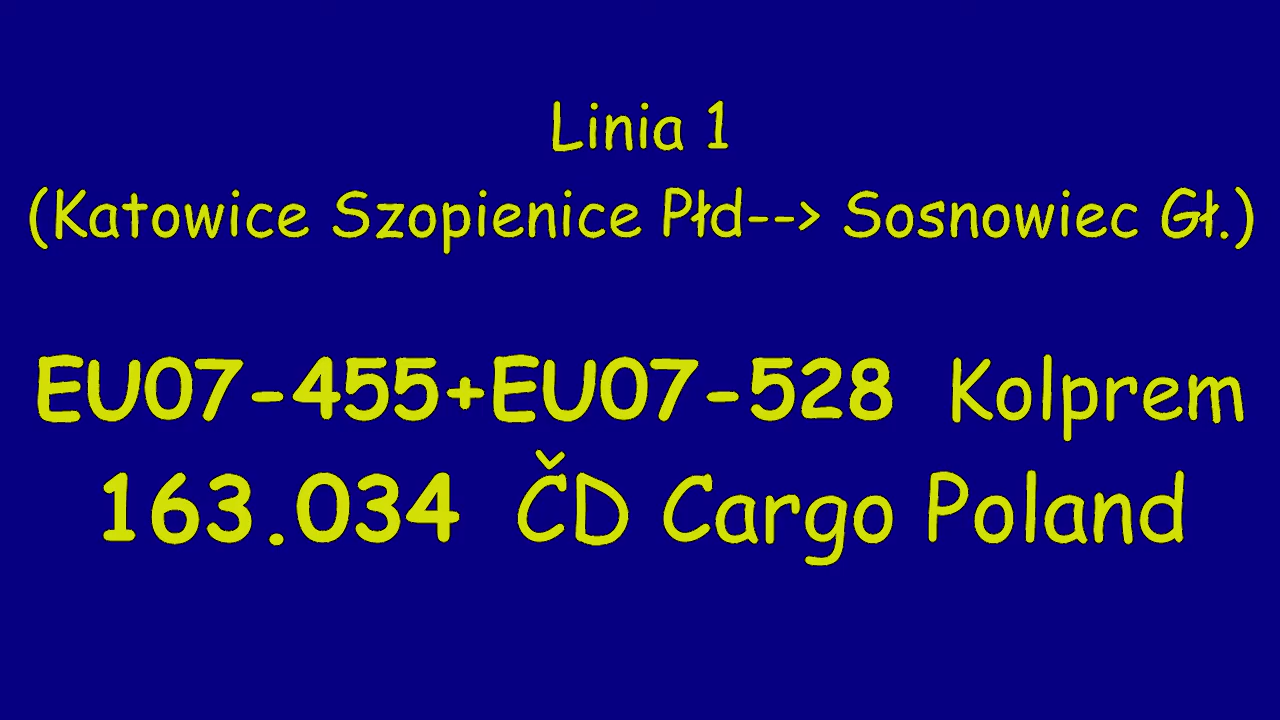 Linia 1
(Katowice Szopienice Płd--> Sosnowiec Gł.)
EU07-455+EU07-528 Kolprem
163.034 ČD Cargo Poland